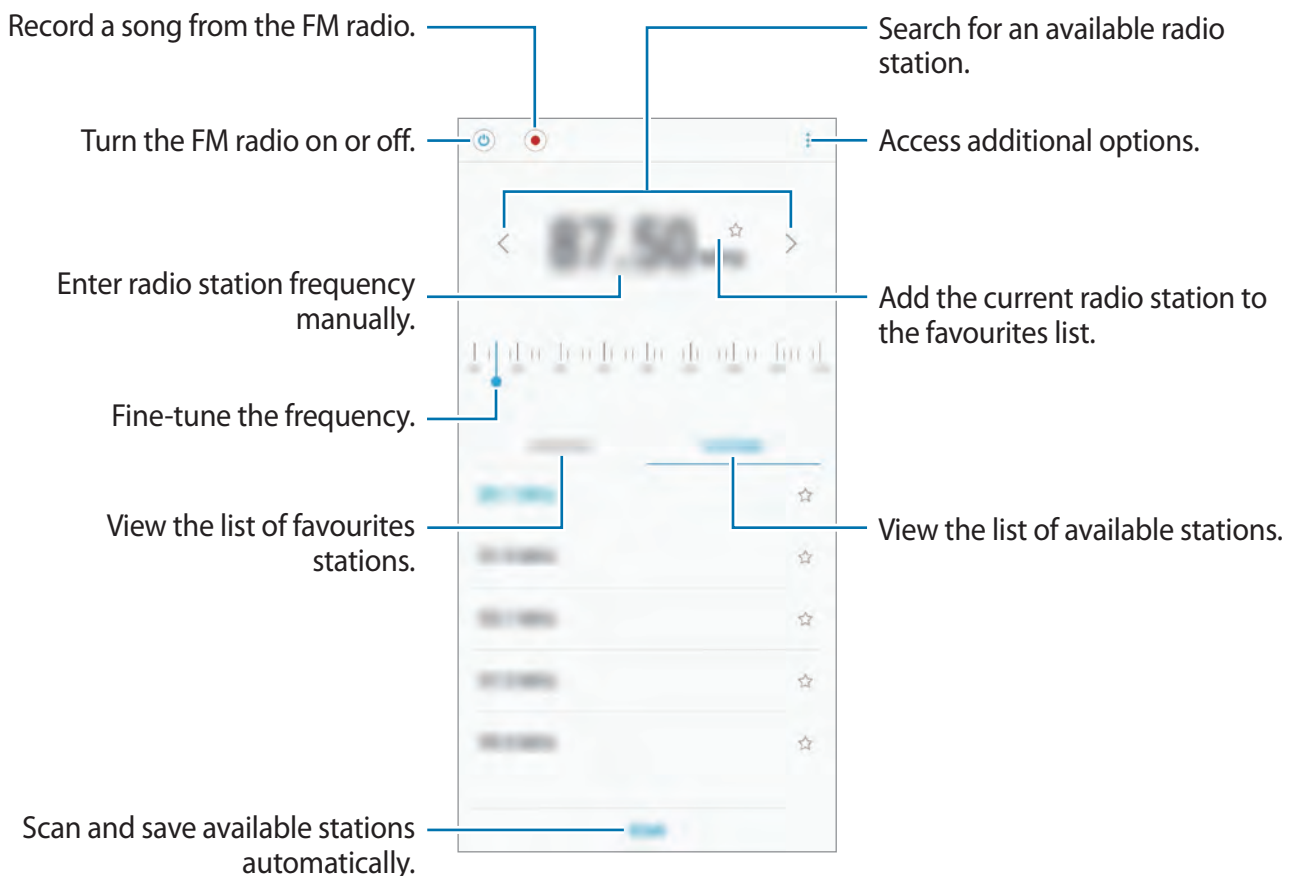 Record a song from the FM radio.
Search for an available radio
station.
Turn the FM radio on or off.
Access additional options.
87.50
Enter radio station frequency
manually.
Add the current radio station to
the favourites list.
Fine-tune the frequency.
View the list of favourites
stations.
View the list of available stations.
Scan and save available stations
automatically.